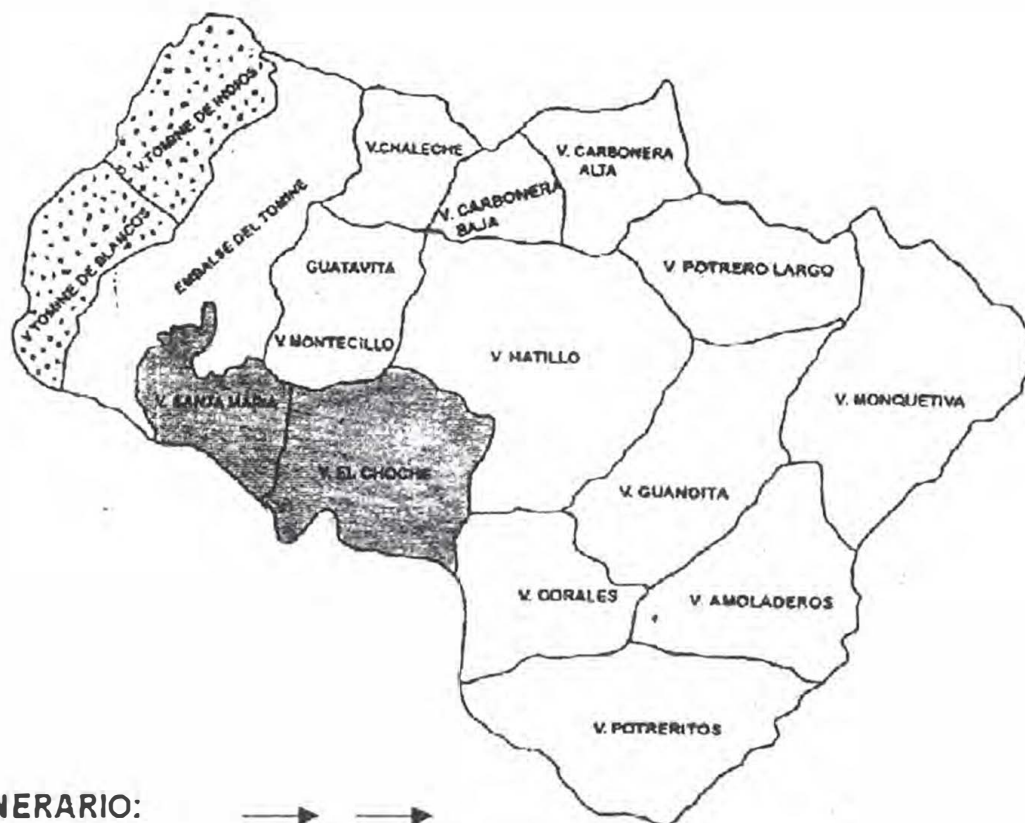 V. TOMINE DE INDIOS
V. TOMINE DE BLANCOS
EMBALSE DEL TOMINE
V. CHALECHE
V. CARBONERA
BAJA
V. CARBONERA
ALTA
GUATAVITA
V. MONTECILLO
V. POTRERO LARGO
V. HATILLO
V. MONQUETIVA
V. SANTA MARIA
V. EL CHOCHE
V. GUANDITA
V. CORALES
V. AMOLADEROS
V. POTRERITOS
NERARIO: